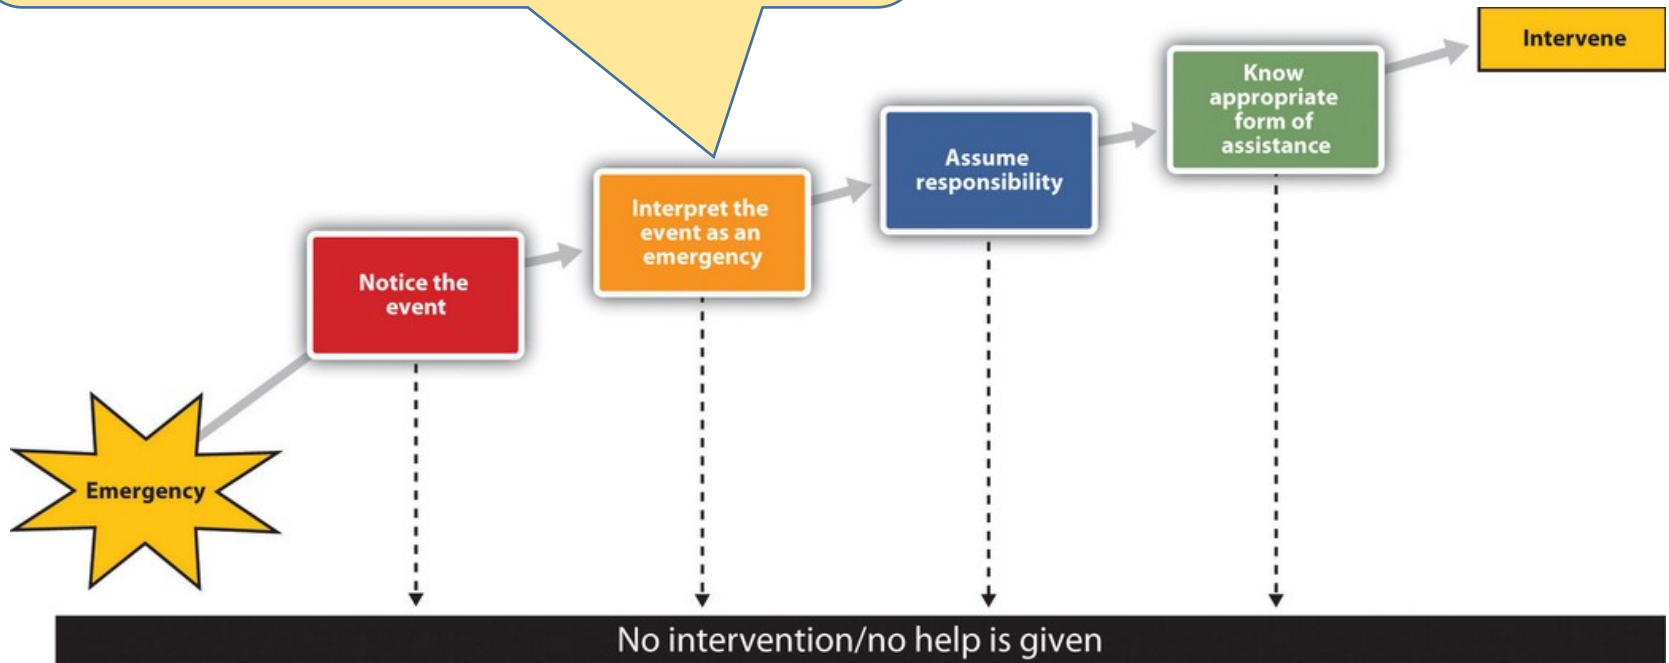 Emergency
Notice the
event
Interpret the
event as an
emergency
Assume
responsibility
Know
appropriate
form of
assistance
Intervene
No intervention/no help is given